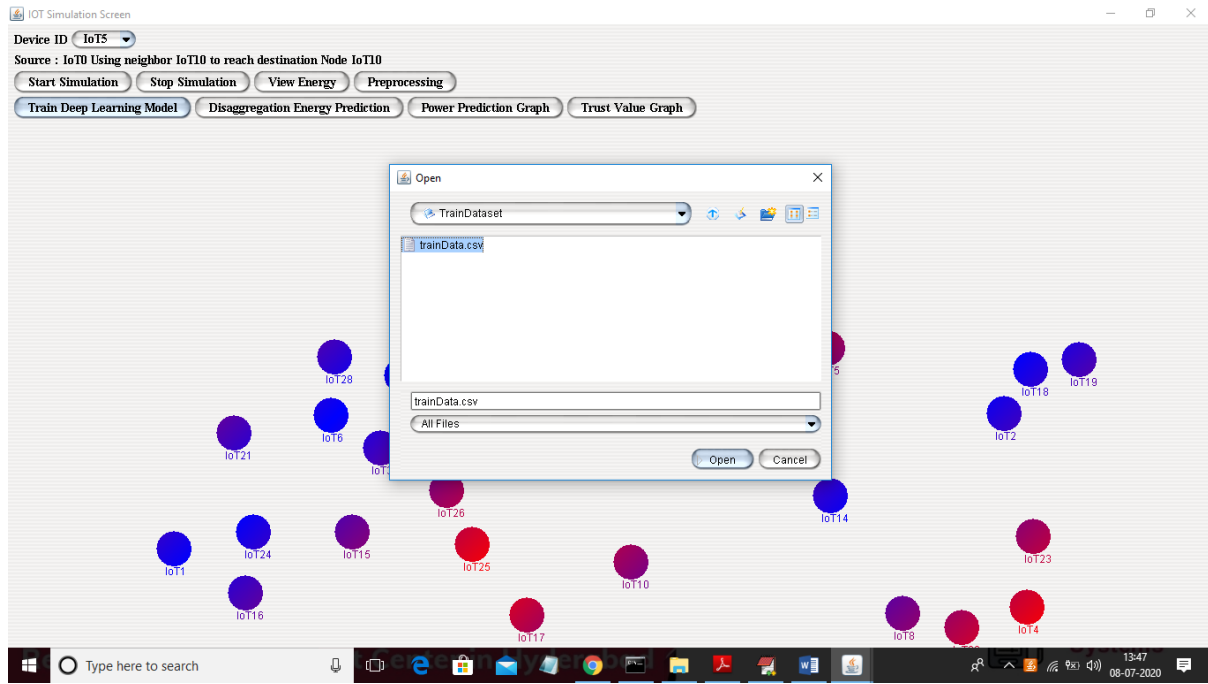 IOT Simulation Screen
Device ID IoT5
Source : IoT0 Using neighbor IoT10 to reach destination Node IoT10
Start Simulation Stop Simulation View Energy Preprocessing
Train Deep Learning Model Disaggregation Energy Prediction Power Prediction Graph Trust Value Graph
Open
TrainDataset
trainData.csv
trainData.csv
All Files
Open Cancel
IoT28
IoT18
IoT19
IoT6
IoT2
IoT21
IoT26
IoT14
IoT1
IoT24
IoT15
IoT25
IoT10
IoT23
IoT16
IoT17
IoT8
IoT4
Type here to search
13:47
08-07-2020